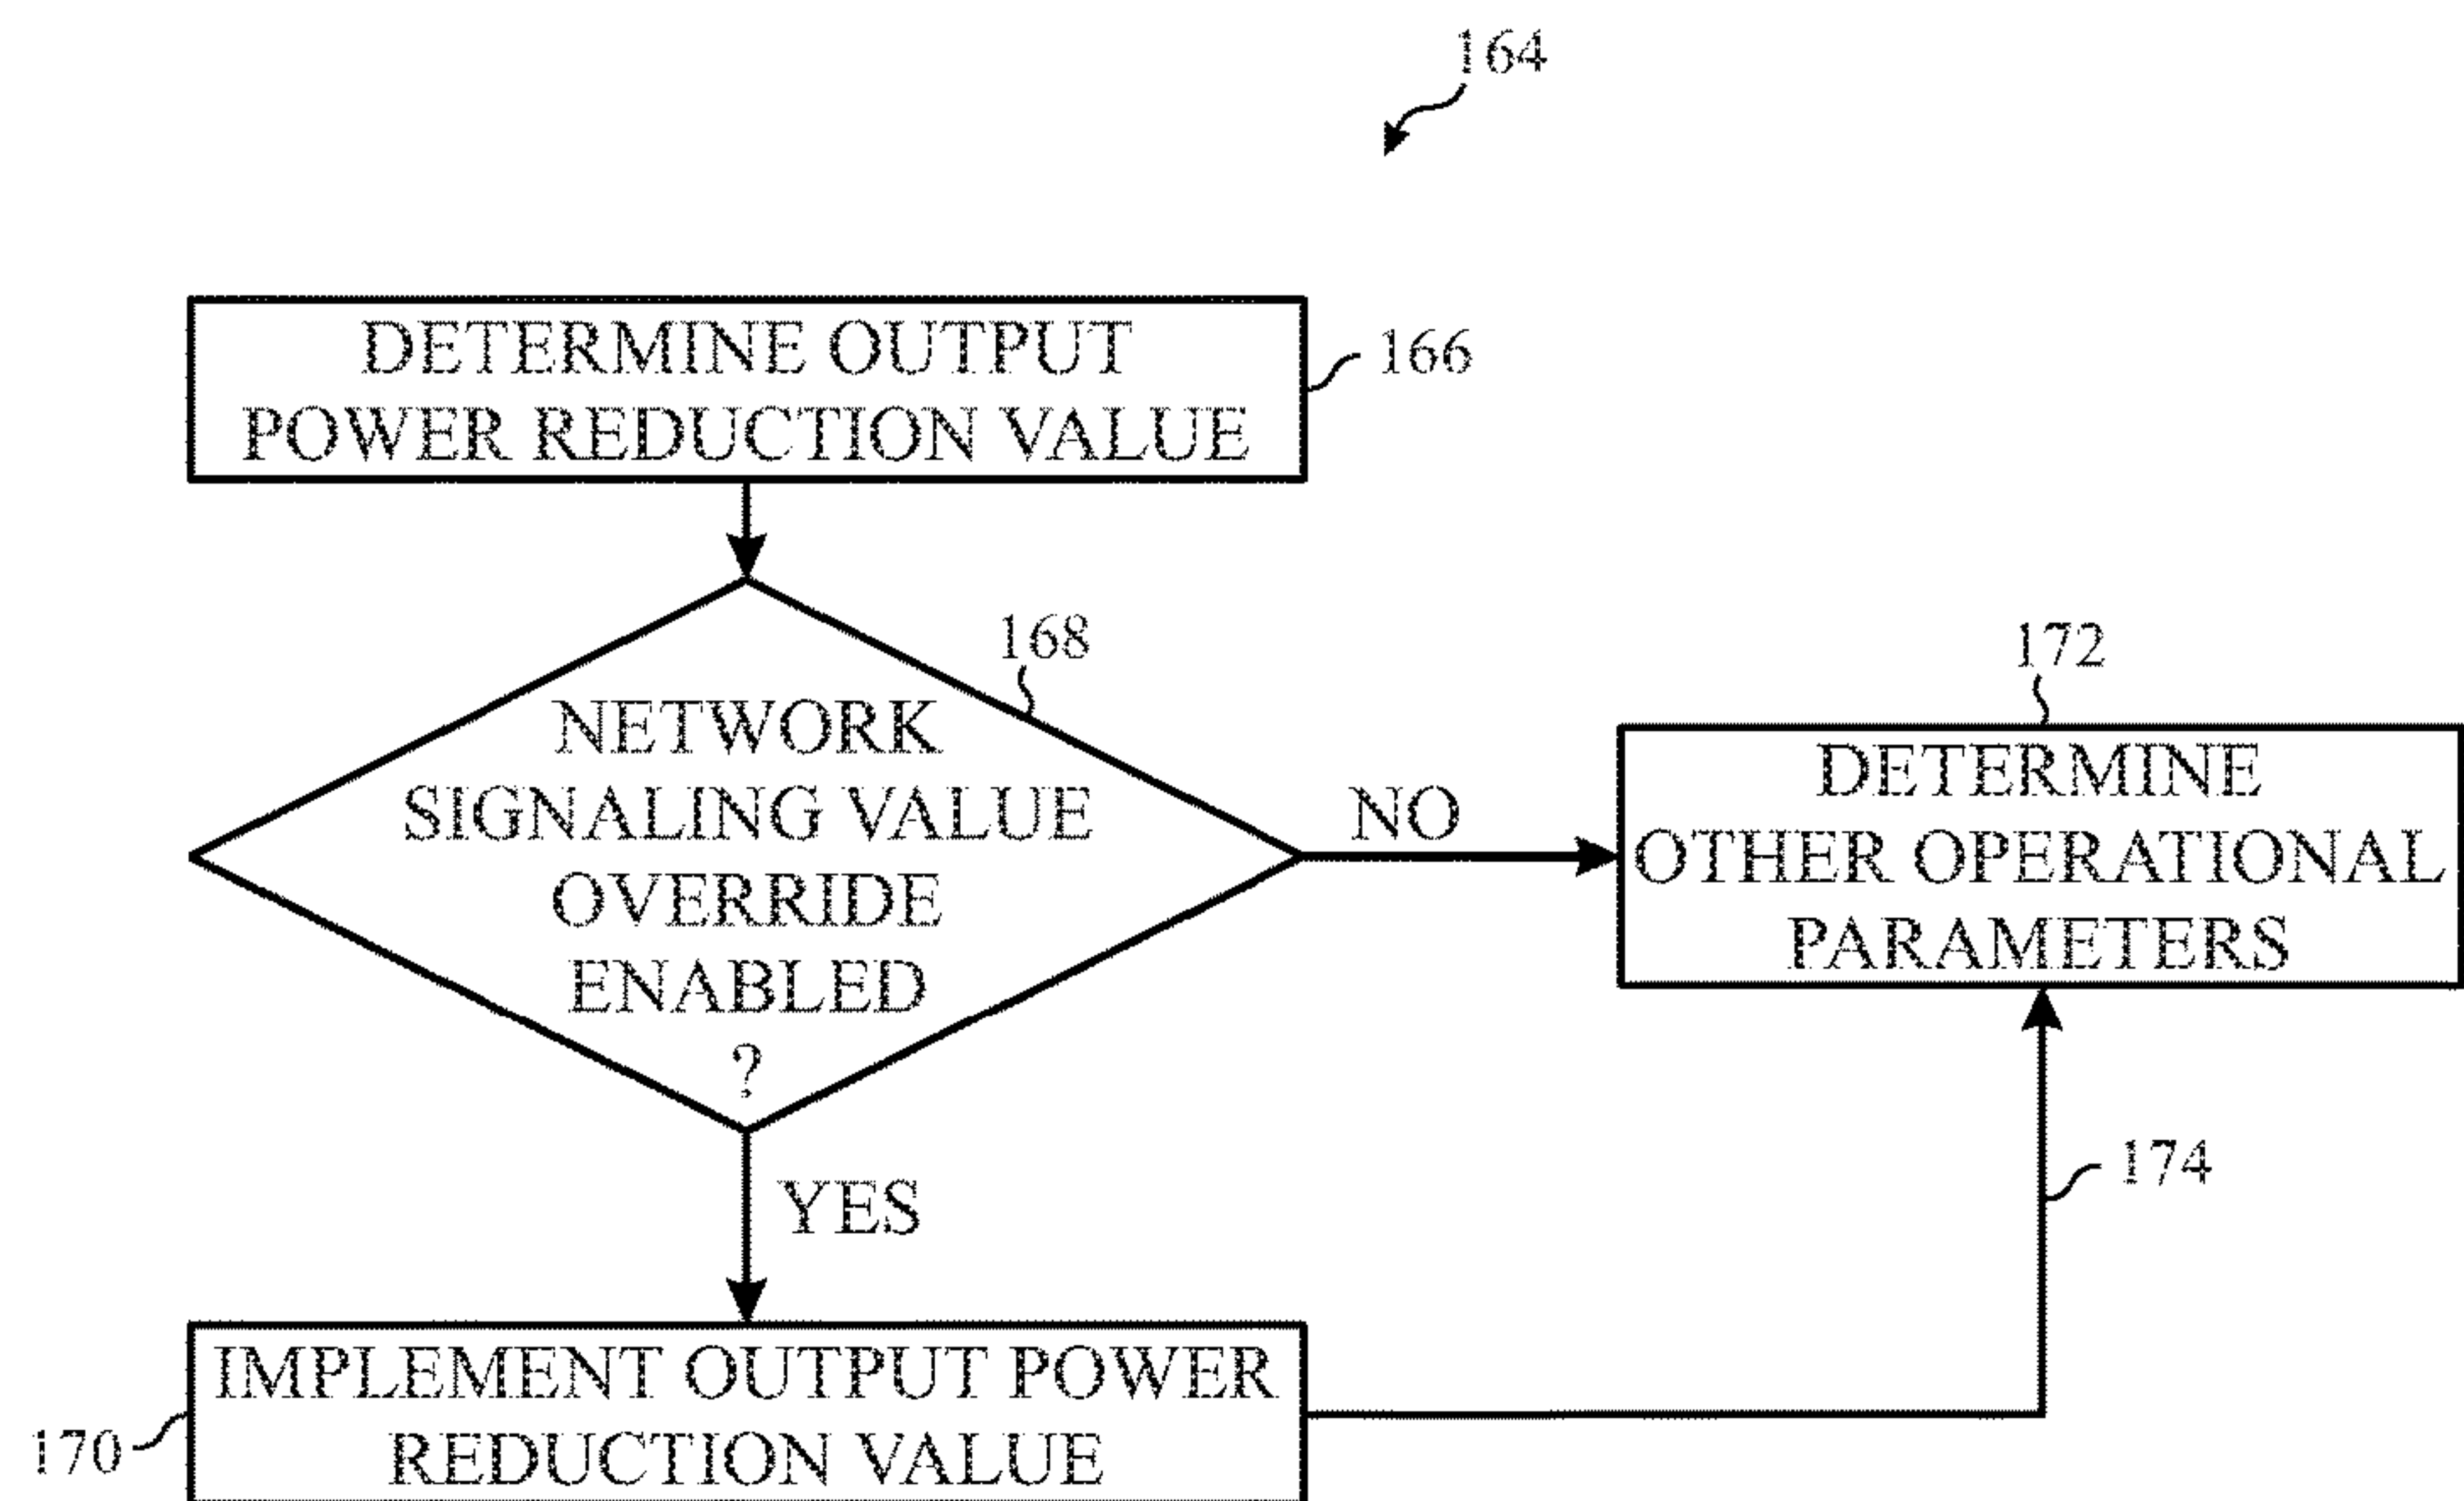 164
DETERMINE OUTPUT
POWER REDUCTION VALUE
166
168
NETWORK
SIGNALING VALUE
OVERRIDE
ENABLED
?
NO
172
DETERMINE
OTHER OPERATIONAL
PARAMETERS
174
YES
IMPLEMENT OUTPUT POWER
REDUCTION VALUE
170